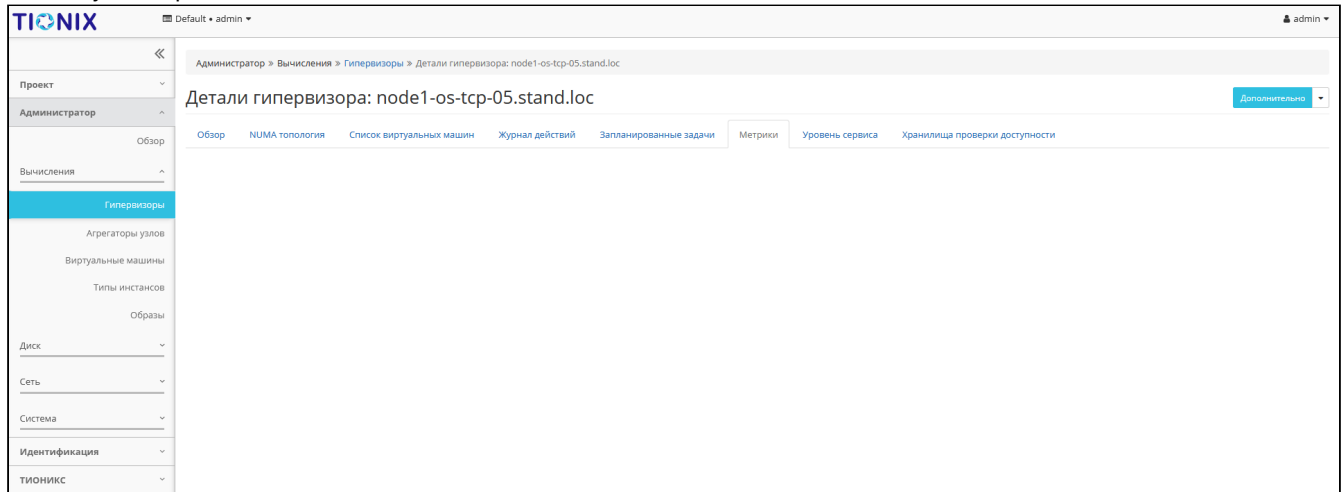 TIONIX
Default • admin
admin
Администратор » Вычисления » Гипервизоры » Детали гипервизора: node1-os-tcp-05.stand.loc
Проект
Администратор
Обзор
Вычисления
Гипервизоры
Агрегаторы узлов
Виртуальные машины
Типы инстансов
Образы
Диск
Сеть
Система
Идентификация
ТИОНИКС
Детали гипервизора: node1-os-tcp-05.stand.loc
Дополнительно
Обзор NUMA топология Список виртуальных машин Журнал действий Запланированные задачи Метрики Уровень сервиса Хранилища проверки доступности